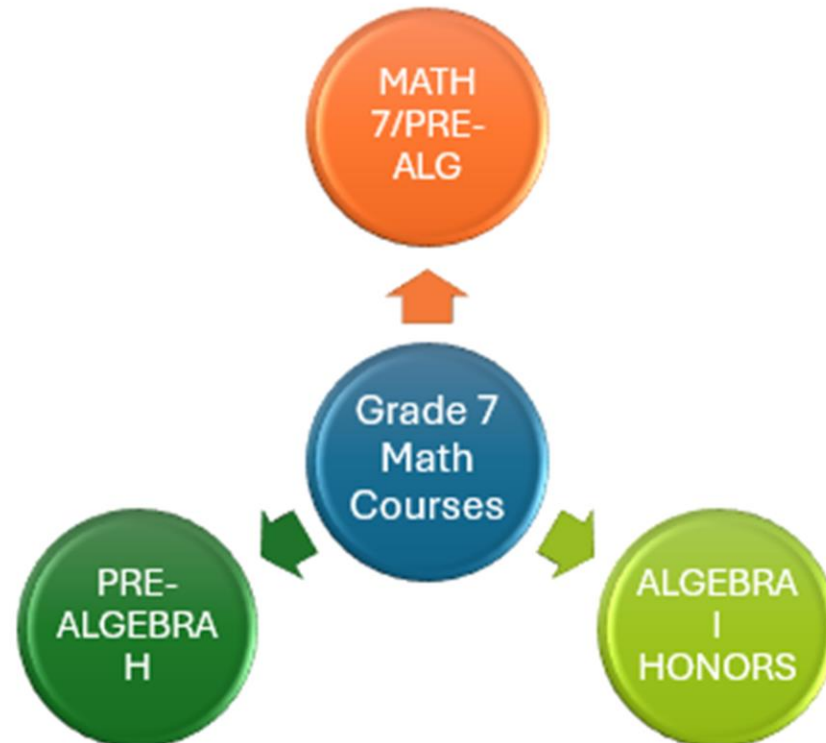 MATH
7/PRE-
ALG
Grade 7
Math
Courses
PRE-
ALGEBRA
H
ALGEBRA
I
HONORS